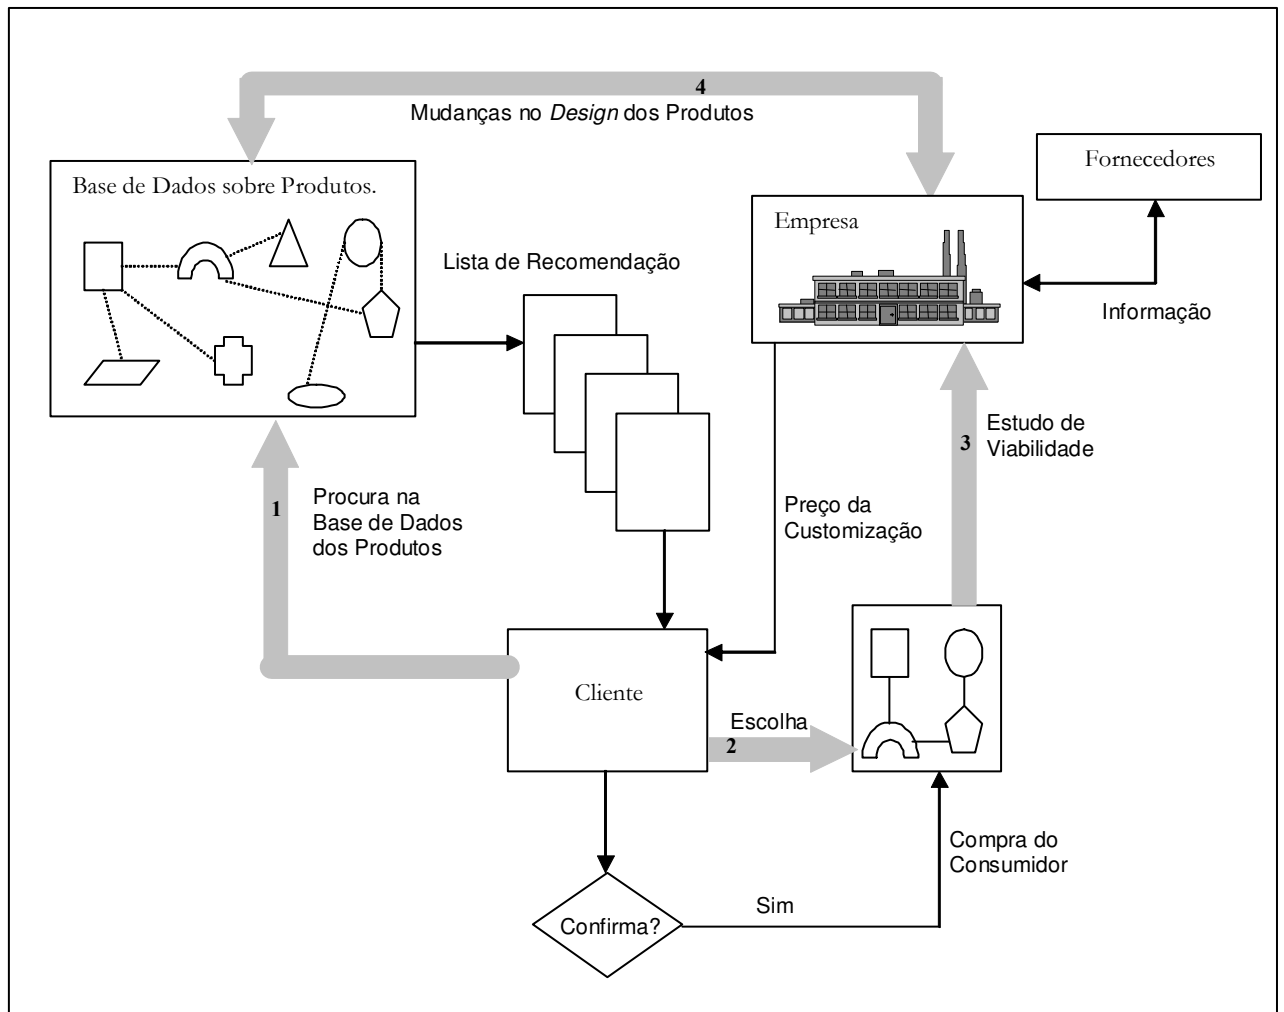 4
Mudanças no Design dos Produtos
Fornecedores
Base de Dados sobre Produtos.
Empresa
Lista de Recomendação
Informação
Estudo de
Viabilidade
3
1
Procura na
Base de Dados
dos Produtos
Preço da
Customização
Cliente
Escolha
2
Compra do
Consumidor
Sim
Confirma?